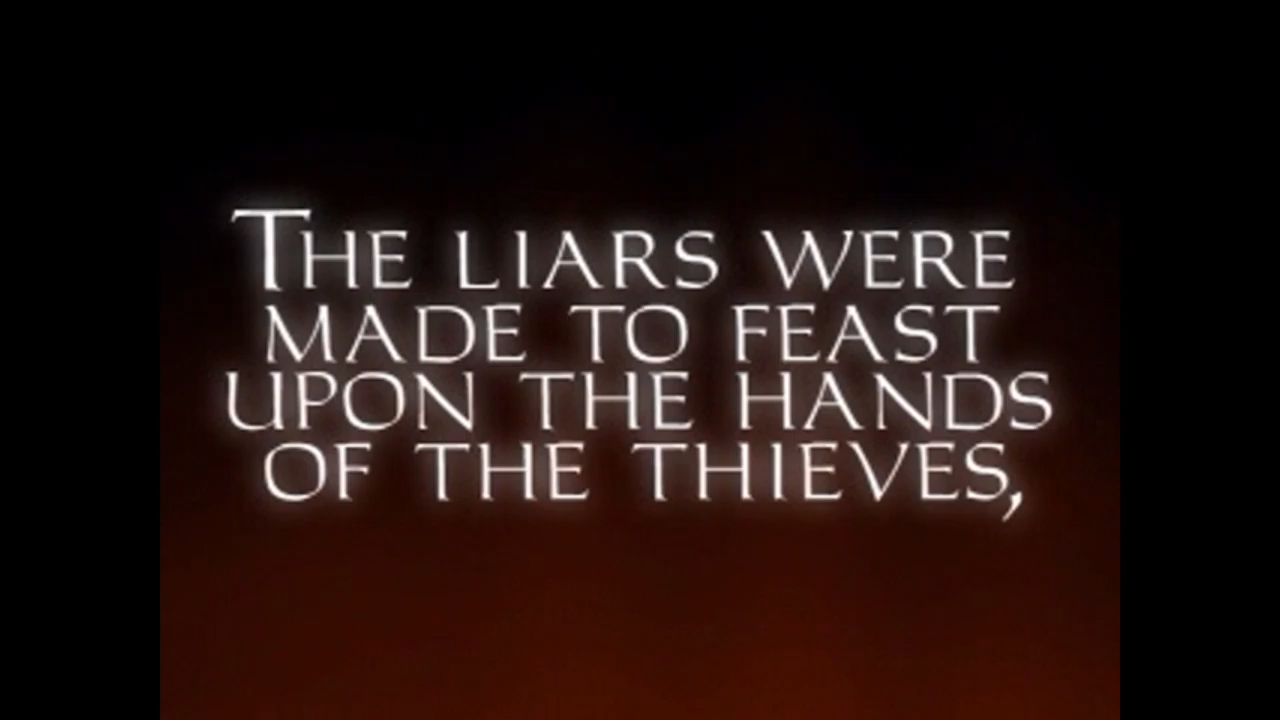 The liars were
made to feast
upon the hands
of the thieves,